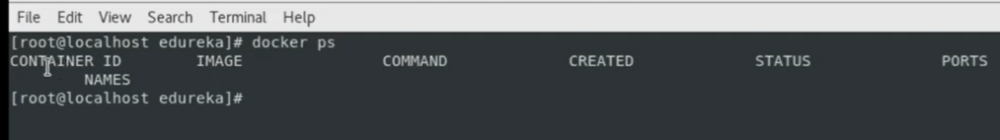 File Edit View Search Terminal Help
[root@localhost edureka]# docker ps
CONTAINER ID IMAGE COMMAND CREATED STATUS PORTS
NAMES
[root@localhost edureka]#